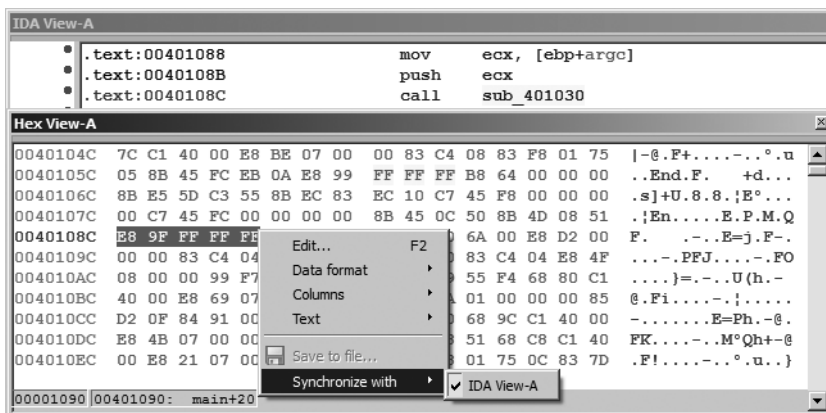 IDA View-A
.text:00401088 mov ecx, [ebp+argc]
.text:0040108B push ecx
.text:0040108C call sub_401030
Hex View-A
0040104C 7C C1 40 00 E8 BE 07 00 00 83 C4 08 83 F8 01 75 |-@.F+....-..°.u
0040105C 05 8B 45 FC EB 0A E8 99 FF FF FF B8 64 00 00 00 ..End.F. +d...
0040106C 8B E5 5D C3 55 8B EC 83 EC 10 C7 45 F8 00 00 00 .s]+U.8.8.¦E°...
0040107C 00 C7 45 FC 00 00 00 00 8B 45 0C 50 8B 4D 08 51 .¦En.....E.P.M.Q
0040108C E8 9F FF FF FF 6A 00 E8 D2 00 F. .-..E=j.F-.
0040109C 00 00 83 C4 04 83 C4 04 E8 4F ...-.PFJ....-.FO
004010AC 08 00 00 99 F7 55 F4 68 80 C1 ....}=.-..U(h.-
004010BC 40 00 E8 69 07 01 00 00 00 85 @.Fi....-.¦.....
004010CC D2 0F 84 91 00 68 9C C1 40 00 -.......E=Ph.-@.
004010DC E8 4B 07 00 00 51 68 C8 C1 40 FK....-..M°Qh+-@
004010EC 00 E8 21 07 00 01 75 0C 83 7D .F!....-..°.u..}
Edit... F2
Data format
Columns
Text
Save to file...
Synchronize with
IDA View-A
00001090 00401090: main+20